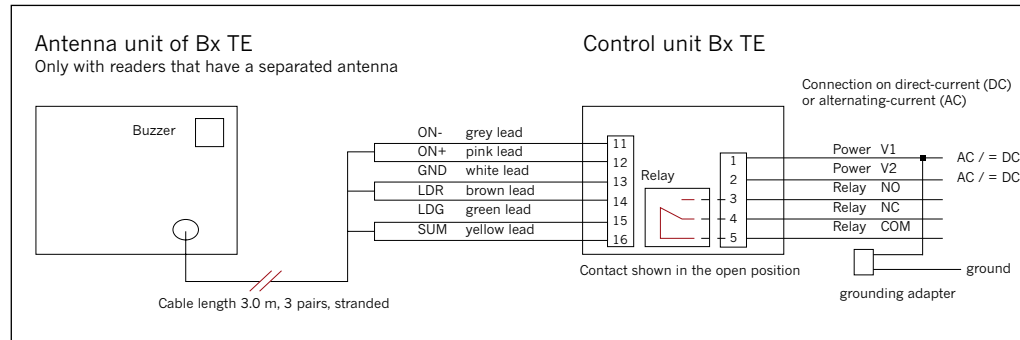 Antenna unit of Bx TE
Only with readers that have a separated antenna
Control unit Bx TE
Connection on direct-current (DC)
or alternating-current (AC)
Buzzer
ON- grey lead
ON+ pink lead
GND white lead
LDR brown lead
LDG green lead
SUM yellow lead
11
12
13
14
15
16
Relay
1
2
3
4
5
Power V1
Power V2
Relay NO
Relay NC
Relay COM
AC / = DC
AC / = DC
Contact shown in the open position
ground
grounding adapter
Cable length 3.0 m, 3 pairs, stranded